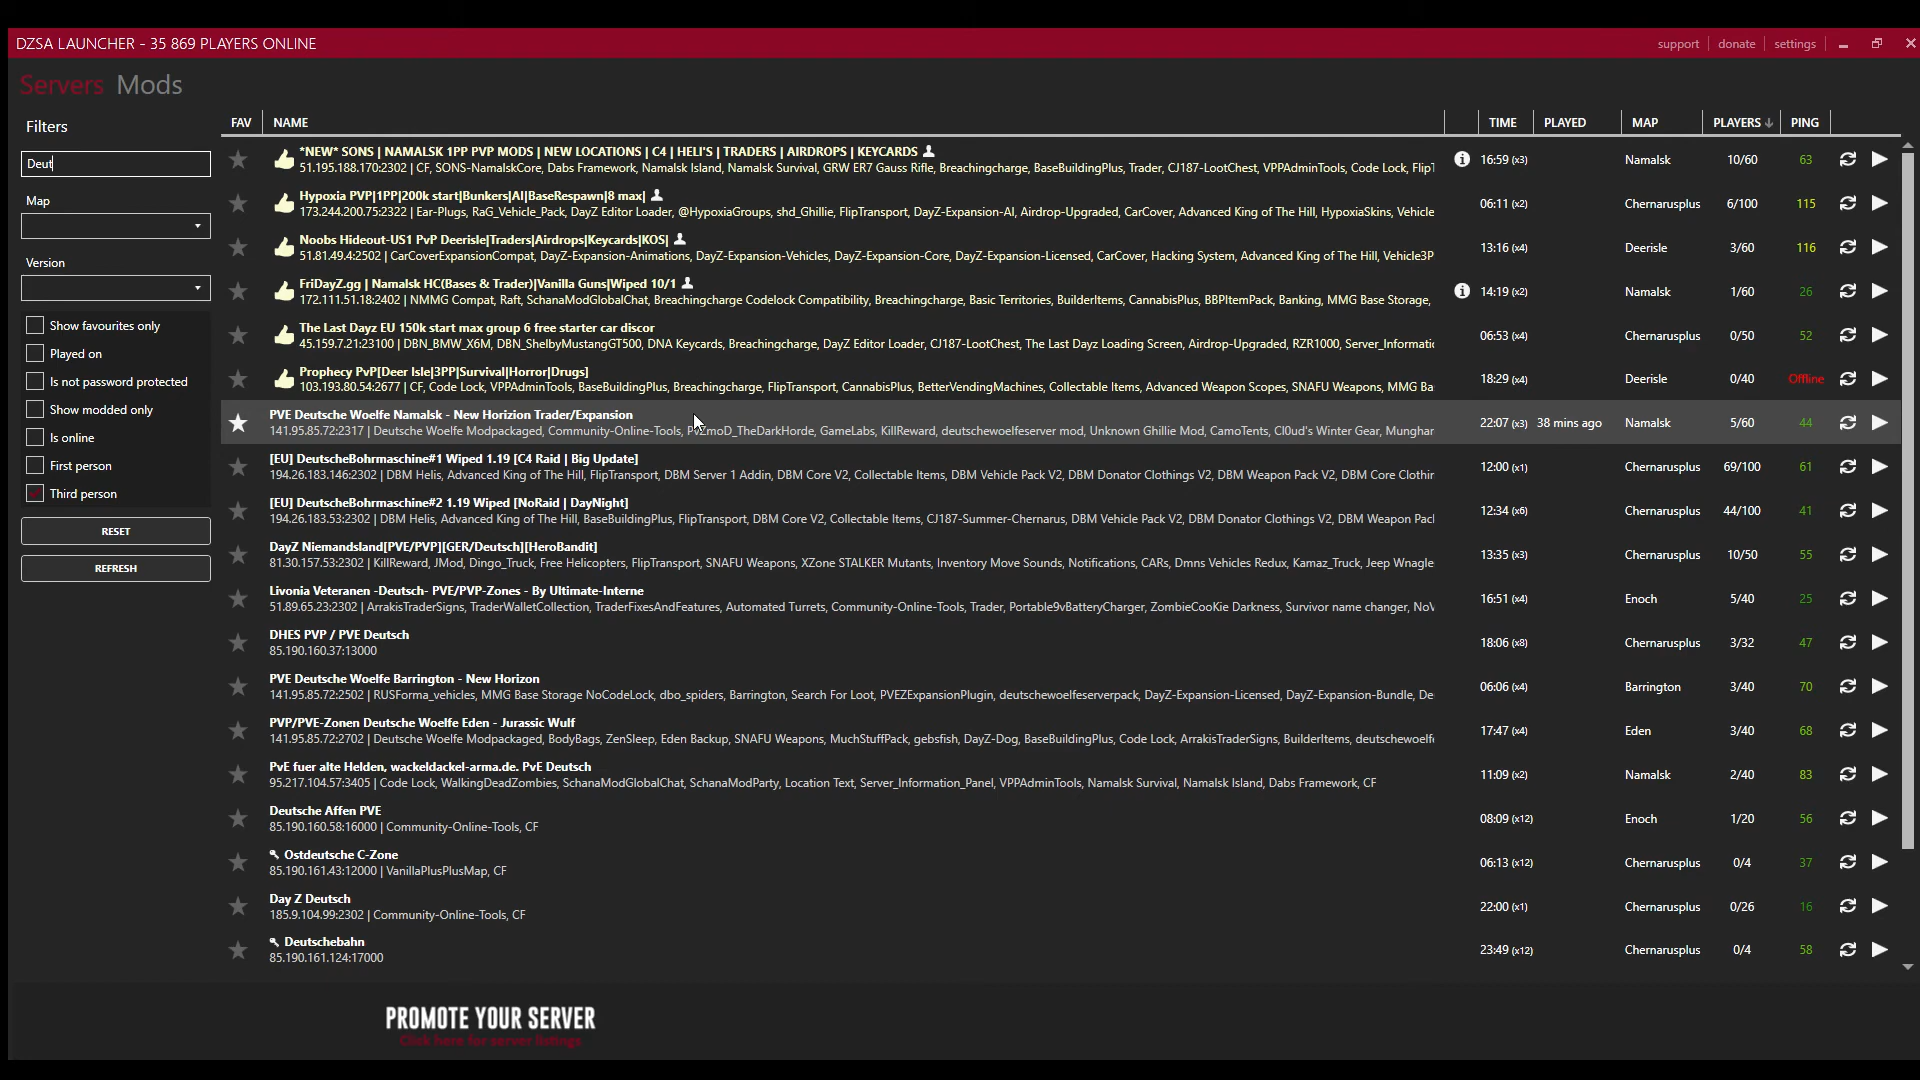 DZSA LAUNCHER - 35 869 PLAYERS ONLINE
support donate settings
Servers Mods
Filters
Deut
Map
Version
Show favourites only
Played on
Is not password protected
Show modded only
Is online
First person
Third person
RESET
REFRESH
FAV NAME TIME PLAYED MAP PLAYERS PING
*NEW* SONS | NAMALSK 1PP PVP MODS | NEW LOCATIONS | C4 | HELI'S | TRADERS | AIRDROPS | KEYCARDS
51.195.188.170:2302 | CF, SONS-NamalskCore, Dabs Framework, Namalsk Island, Namalsk Survival, GRW ER7 Gauss Rifle, Breachingcharge, BaseBuildingPlus, Trader, CJ187-LootChest, VPPAdminTools, Code Lock, FlipT
16:59 (x3) Namalsk 10/60 63
Hypoxia PVP|1PP|200k start|Bunkers|AI|BaseRespawn|8 max|
173.244.200.75:2322 | Ear-Plugs, RaG_Vehicle_Pack, DayZ Editor Loader, @HypoxiaGroups, shd_Ghillie, FlipTransport, DayZ-Expansion-AI, Airdrop-Upgraded, CarCover, Advanced King of The Hill, HypoxiaSkins, Vehicle
06:11 (x2) Chernarusplus 6/100 115
Noobs Hideout-US1 PvP Deerisle|Traders|Airdrops|Keycards|KOS|
51.81.49.4:2502 | CarCoverExpansionCompat, DayZ-Expansion-Animations, DayZ-Expansion-Vehicles, DayZ-Expansion-Core, DayZ-Expansion-Licensed, CarCover, Hacking System, Advanced King of The Hill, Vehicle3P
13:16 (x4) Deerisle 3/60 116
FriDayZ.gg | Namalsk HC(Bases & Trader)|Vanilla Guns|Wiped 10/1
172.111.51.18:2402 | NMMG Compat, Raft, SchanaModGlobalChat, Breachingcharge Codelock Compatibility, Breachingcharge, Basic Territories, BuilderItems, CannabisPlus, BBPItemPack, Banking, MMG Base Storage,
14:19 (x2) Namalsk 1/60 26
The Last Dayz EU 150k start max group 6 free starter car discor
45.159.7.21:23100 | DBN_BMW_X6M, DBN_ShelbyMustangGT500, DNA Keycards, Breachingcharge, DayZ Editor Loader, CJ187-LootChest, The Last Dayz Loading Screen, Airdrop-Upgraded, RZR1000, Server_Informatic
06:53 (x4) Chernarusplus 0/50 52
Prophecy PvP[Deer Isle|3PP|Survival|Horror|Drugs]
103.193.80.54:2677 | CF, Code Lock, VPPAdminTools, BaseBuildingPlus, Breachingcharge, FlipTransport, CannabisPlus, BetterVendingMachines, Collectable Items, Advanced Weapon Scopes, SNAFU Weapons, MMG Ba
18:29 (x4) Deerisle 0/40 Offline
PVE Deutsche Woelfe Namalsk - New Horizion Trader/Expansion
141.95.85.72:2317 | Deutsche Woelfe Modpackaged, Community-Online-Tools, PvZmoD_TheDarkHorde, GameLabs, KillReward, deutschewoelfeserver mod, Unknown Ghillie Mod, CamoTents, Cl0ud's Winter Gear, Munghar
22:07 (x3) 38 mins ago Namalsk 5/60 44
[EU] DeutscheBohrmaschine#1 Wiped 1.19 [C4 Raid | Big Update]
194.26.183.146:2302 | DBM Helis, Advanced King of The Hill, FlipTransport, DBM Server 1 Addin, DBM Core V2, Collectable Items, DBM Vehicle Pack V2, DBM Donator Clothings V2, DBM Weapon Pack V2, DBM Core Clothir
12:00 (x1) Chernarusplus 69/100 61
[EU] DeutscheBohrmaschine#2 1.19 Wiped [NoRaid | DayNight]
194.26.183.53:2302 | DBM Helis, Advanced King of The Hill, BaseBuildingPlus, FlipTransport, DBM Core V2, Collectable Items, CJ187-Summer-Chernarus, DBM Vehicle Pack V2, DBM Donator Clothings V2, DBM Weapon Pac
12:34 (x6) Chernarusplus 44/100 41
DayZ Niemandsland[PVE/PVP][GER/Deutsch][HeroBandit]
81.30.157.53:2302 | KillReward, JMod, Dingo_Truck, Free Helicopters, FlipTransport, SNAFU Weapons, XZone STALKER Mutants, Inventory Move Sounds, Notifications, CARs, Dmns Vehicles Redux, Kamaz_Truck, Jeep Wnagle
13:35 (x3) Chernarusplus 10/50 55
Livonia Veteranen -Deutsch- PVE/PVP-Zones - By Ultimate-Interne
51.89.65.23:2302 | ArrakisTraderSigns, TraderWalletCollection, TraderFixesAndFeatures, Automated Turrets, Community-Online-Tools, Trader, Portable9vBatteryCharger, ZombieCooKie Darkness, Survivor name changer, NoV
16:51 (x4) Enoch 5/40 25
DHES PVP / PVE Deutsch
85.190.160.37:13000
18:06 (x8) Chernarusplus 3/32 47
PVE Deutsche Woelfe Barrington - New Horizon
141.95.85.72:2502 | RUSForma_vehicles, MMG Base Storage NoCodeLock, dbo_spiders, Barrington, Search For Loot, PVEZExpansionPlugin, deutschewoelfeserverpack, DayZ-Expansion-Licensed, DayZ-Expansion-Bundle, De
06:06 (x4) Barrington 3/40 70
PVP/PVE-Zonen Deutsche Woelfe Eden - Jurassic Wulf
141.95.85.72:2702 | Deutsche Woelfe Modpackaged, BodyBags, ZenSleep, Eden Backup, SNAFU Weapons, MuchStuffPack, gebsfish, DayZ-Dog, BaseBuildingPlus, Code Lock, ArrakisTraderSigns, BuilderItems, deutschewoelf
17:47 (x4) Eden 3/40 68
PvE fuer alte Helden, wackeldackel-arma.de. PvE Deutsch
95.217.104.57:3405 | Code Lock, WalkingDeadZombies, SchanaModGlobalChat, SchanaModParty, Location Text, Server_Information_Panel, VPPAdminTools, Namalsk Survival, Namalsk Island, Dabs Framework, CF
11:09 (x2) Namalsk 2/40 83
Deutsche Affen PVE
85.190.160.58:16000 | Community-Online-Tools, CF
08:09 (x12) Enoch 1/20 56
Ostdeutsche C-Zone
85.190.161.43:12000 | VanillaPlusPlusMap, CF
06:13 (x12) Chernarusplus 0/4 37
Day Z Deutsch
185.9.104.99:2302 | Community-Online-Tools, CF
22:00 (x1) Chernarusplus 0/26 16
Deutschebahn
85.190.161.124:17000
23:49 (x12) Chernarusplus 0/4 58
PROMOTE YOUR SERVER
Click here for server listings